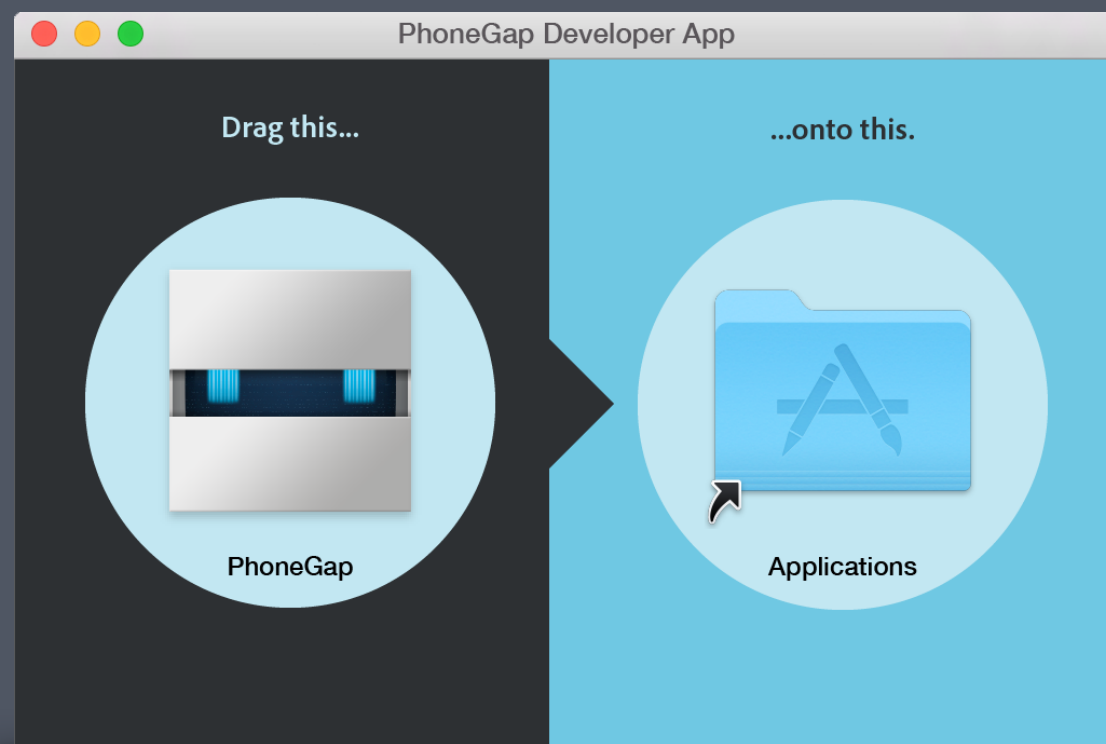 PhoneGap Developer App
Drag this...
...onto this.
PhoneGap
Applications